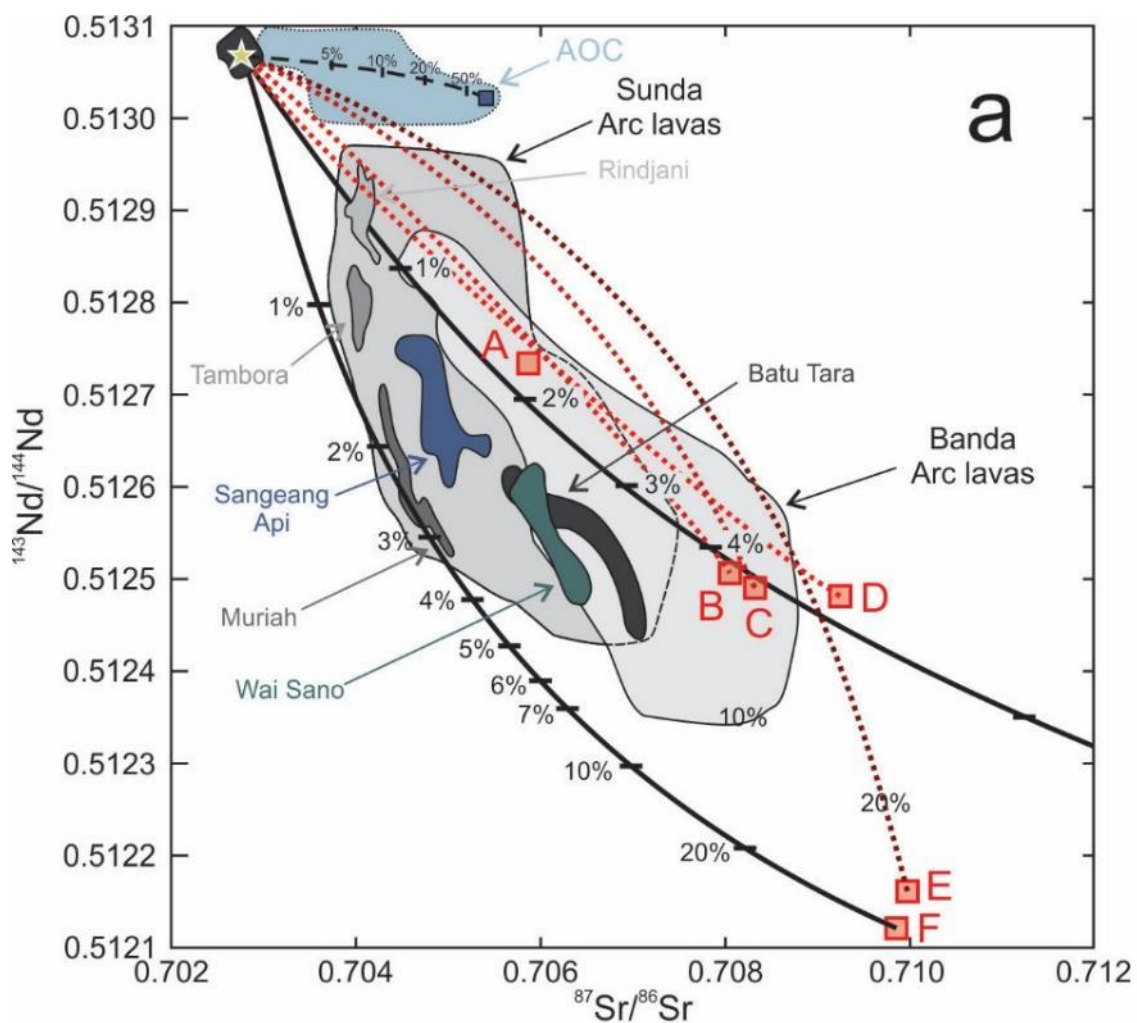 0.5131
0.5130
0.5129
0.5128
0.5127
0.5126
0.5125
0.5124
0.5123
0.5122
0.5121
143Nd/144Nd
0.702
0.704
0.706
0.708
0.710
0.712
87Sr/86Sr
a
5%
10%
20%
50%
AOC
Sunda
Arc lavas
Rindjani
1%
1%
Tambora
A
2%
Batu Tara
Banda
Arc lavas
2%
Sangeang
Api
3%
3%
4%
Muriah
B
C
D
4%
5%
Wai Sano
6%
7%
10%
10%
20%
20%
E
F